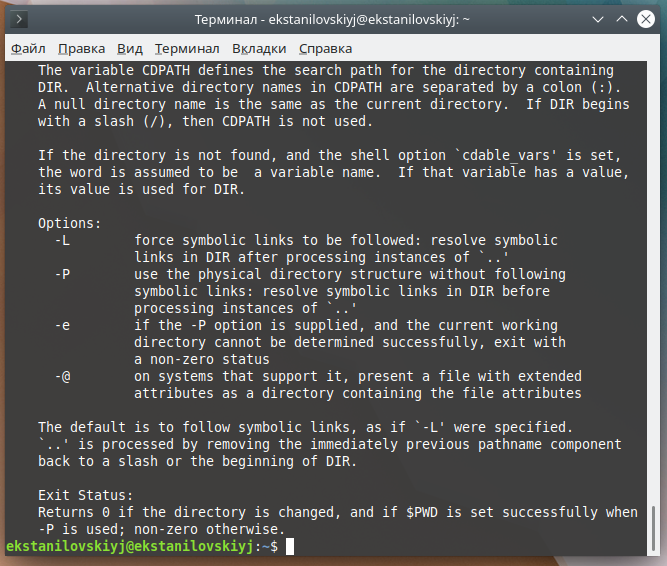 Терминал - ekstanilovskiyj@ekstanilovskiyj: ~
Файл Правка Вид Терминал Вкладки Справка
The variable CDPATH defines the search path for the directory containing
DIR.  Alternative directory names in CDPATH are separated by a colon (:).
A null directory name is the same as the current directory.  If DIR begins
with a slash (/), then CDPATH is not used.

If the directory is not found, and the shell option `cdable_vars' is set,
the word is assumed to be  a variable name.  If that variable has a value,
its value is used for DIR.

Options:
  -L        force symbolic links to be followed: resolve symbolic
            links in DIR after processing instances of `..'
  -P        use the physical directory structure without following
            symbolic links: resolve symbolic links in DIR before
            processing instances of `..'
  -e        if the -P option is supplied, and the current working
            directory cannot be determined successfully, exit with
            a non-zero status
  -@        on systems that support it, present a file with extended
            attributes as a directory containing the file attributes

The default is to follow symbolic links, as if `-L' were specified.
`..' is processed by removing the immediately previous pathname component
back to a slash or the beginning of DIR.

Exit Status:
Returns 0 if the directory is changed, and if $PWD is set successfully when
-P is used; non-zero otherwise.
ekstanilovskiyj@ekstanilovskiyj:~$